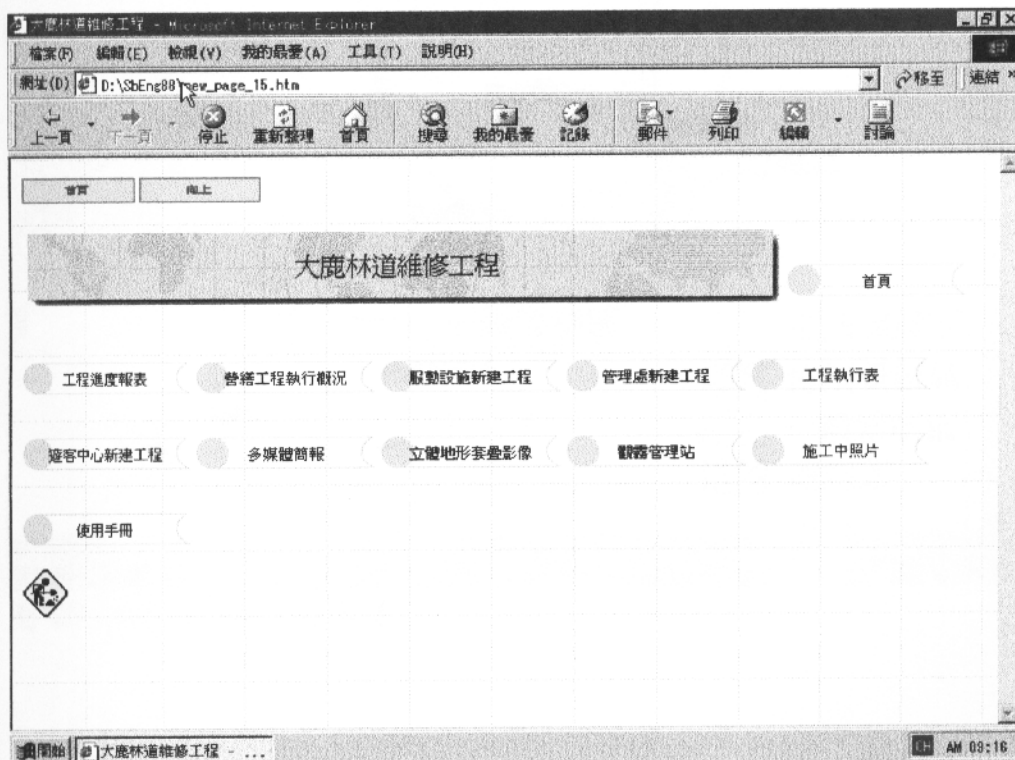 大鹿林道維修工程 - Microsoft Internet Explorer
檔案(F) 編輯(E) 檢視(V) 我的最愛(A) 工具(T) 說明(H)
網址(D) D:\SbEng88\new_page_15.htm 移至 連結 »
上一頁 下一頁 停止 重新整理 首頁 搜尋 我的最愛 記錄 郵件 列印 編輯 討論
首頁 向上
大鹿林道維修工程
首頁
工程進度報表 營繕工程執行概況 服勤設施新建工程 管理處新建工程 工程執行表
遊客中心新建工程 多媒體簡報 立體地形套疊影像 觀霧管理站 施工中照片
使用手冊
開始 大鹿林道維修工程 - ... CH AM 09:16